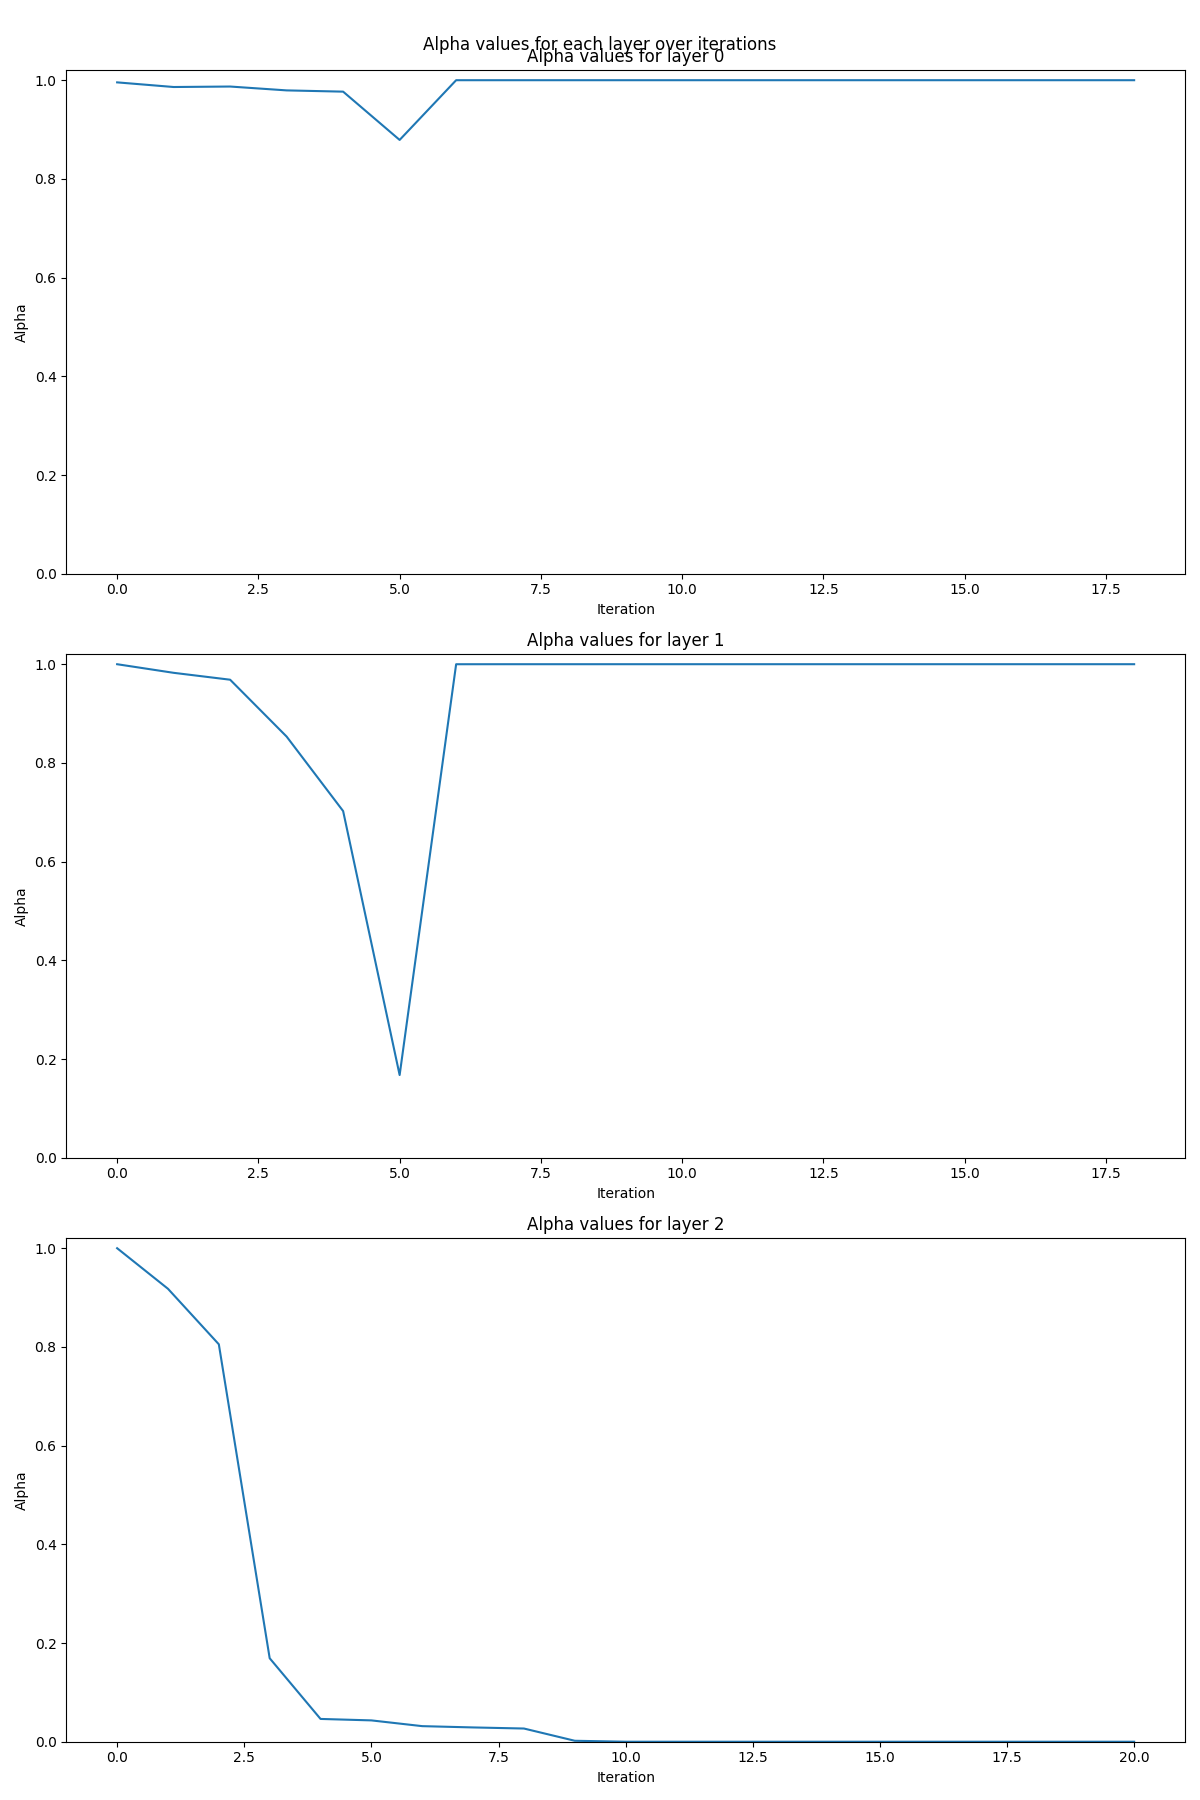 Alpha values for each layer over iterations
Alpha values for layer 0
1.0
0.8
0.6
0.4
0.2
0.0
Alpha
0.0 2.5 5.0 7.5 10.0 12.5 15.0 17.5
Iteration
Alpha values for layer 1
1.0
0.8
0.6
0.4
0.2
0.0
Alpha
0.0 2.5 5.0 7.5 10.0 12.5 15.0 17.5
Iteration
Alpha values for layer 2
1.0
0.8
0.6
0.4
0.2
0.0
Alpha
0.0 2.5 5.0 7.5 10.0 12.5 15.0 17.5 20.0
Iteration